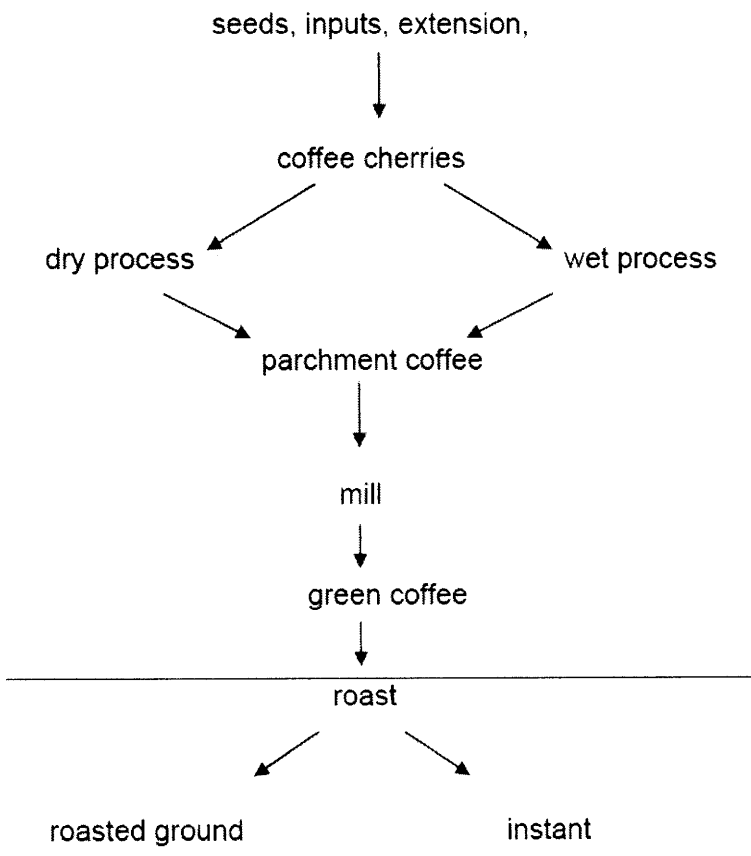 seeds, inputs, extension,
coffee cherries
dry process
wet process
parchment coffee
mill
green coffee
roast
roasted ground
instant